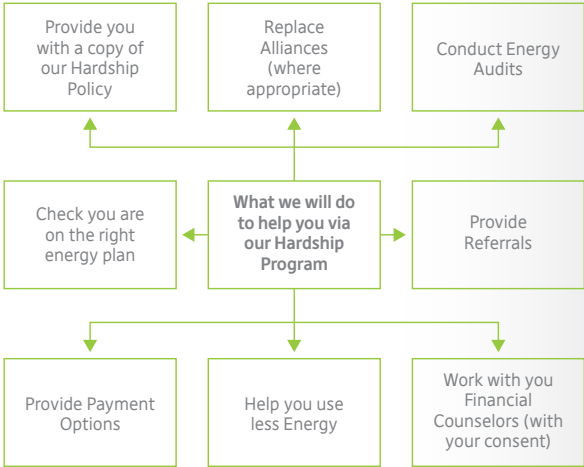 Provide you
with a copy of
our Hardship
Policy
Replace
Alliances
(where
appropriate)
Conduct Energy
Audits
Check you are
on the right
energy plan
What we will do
to help you via
our Hardship
Program
Provide
Referrals
Provide Payment
Options
Help you use
less Energy
Work with you
Financial
Counselors (with
your consent)